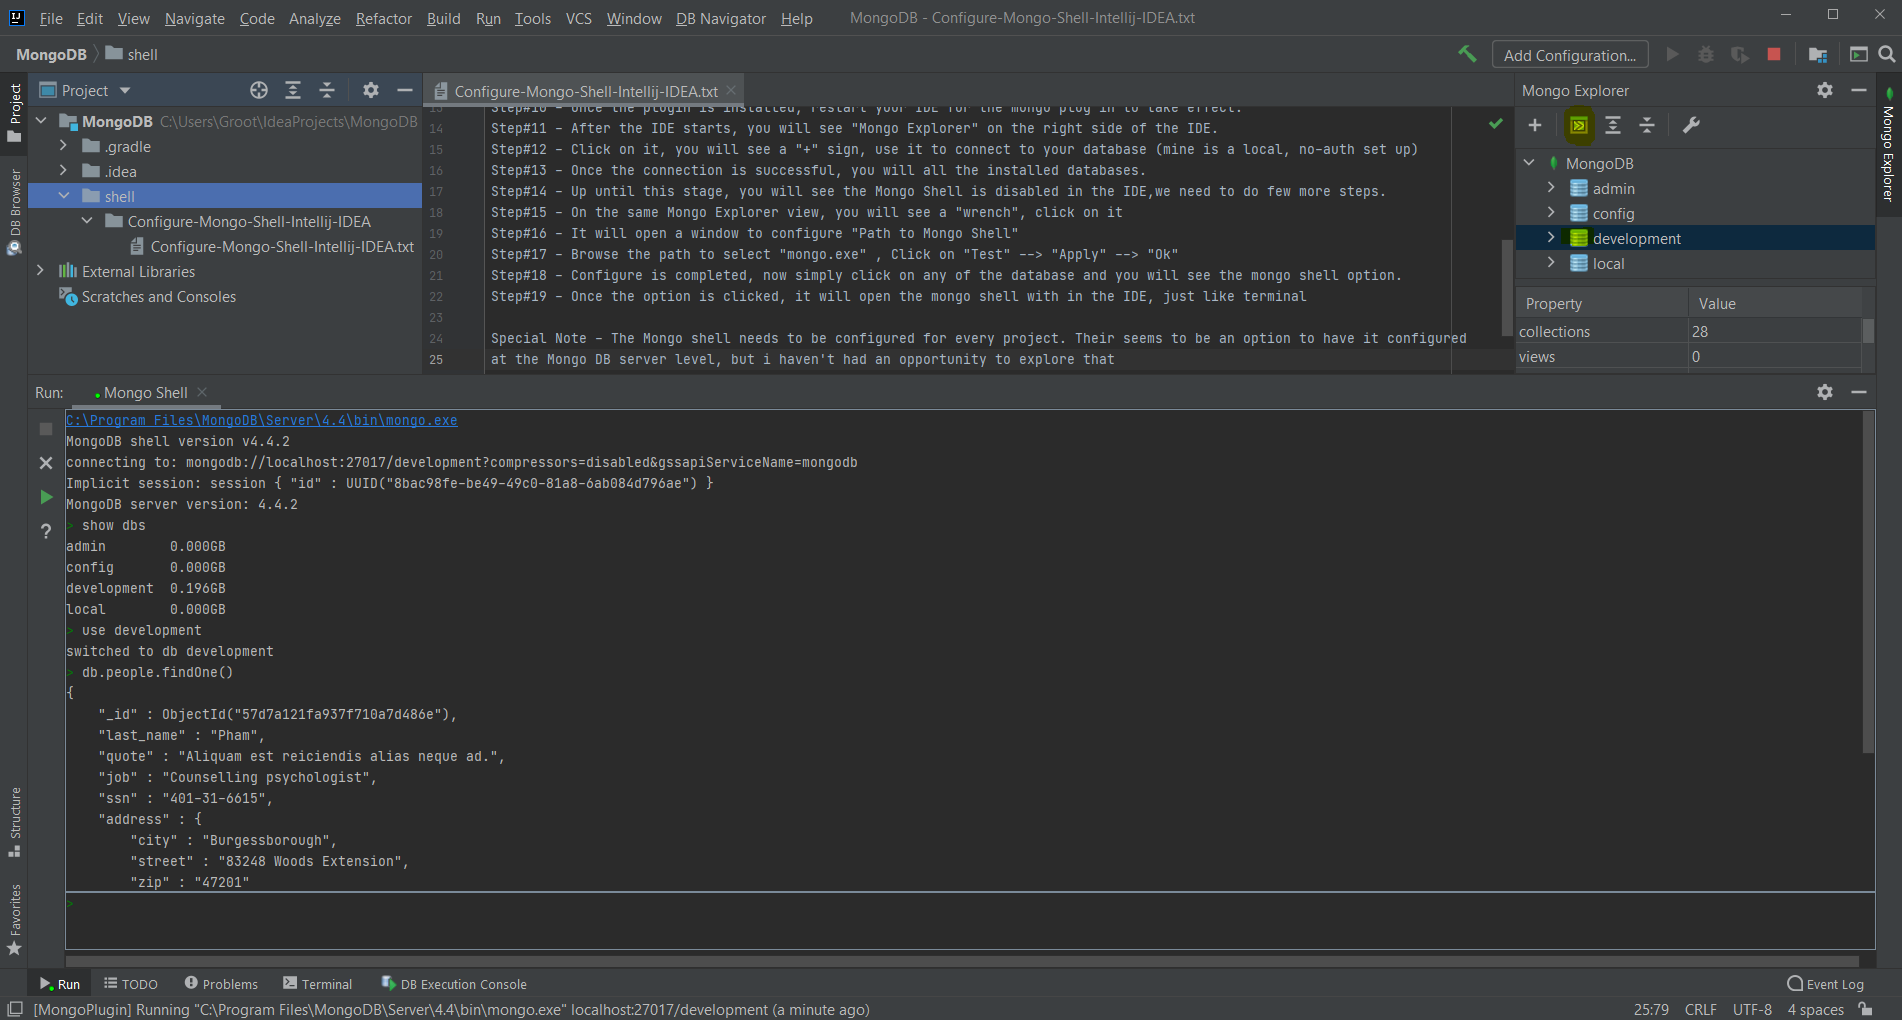 File Edit View Navigate Code Analyze Refactor Build Run Tools VCS Window DB Navigator Help MongoDB - Configure-Mongo-Shell-Intellij-IDEA.txt
MongoDB shell
Add Configuration...
Project
Configure-Mongo-Shell-Intellij-IDEA.txt
Mongo Explorer
Project
DB Browser
Structure
Favorites
Mongo Explorer
MongoDB C:\Users\Groot\IdeaProjects\MongoDB
.gradle
.idea
shell
Configure-Mongo-Shell-Intellij-IDEA
Configure-Mongo-Shell-Intellij-IDEA.txt
External Libraries
Scratches and Consoles
13 Step#10 - Once the plugin is installed, restart your IDE for the mongo plug in to take effect.
14 Step#11 - After the IDE starts, you will see "Mongo Explorer" on the right side of the IDE.
15 Step#12 - Click on it, you will see a "+" sign, use it to connect to your database (mine is a local, no-auth set up)
16 Step#13 - Once the connection is successful, you will all the installed databases.
17 Step#14 - Up until this stage, you will see the Mongo Shell is disabled in the IDE,we need to do few more steps.
18 Step#15 - On the same Mongo Explorer view, you will see a "wrench", click on it
19 Step#16 - It will open a window to configure "Path to Mongo Shell"
20 Step#17 - Browse the path to select "mongo.exe" , Click on "Test" --> "Apply" --> "Ok"
21 Step#18 - Configure is completed, now simply click on any of the database and you will see the mongo shell option.
22 Step#19 - Once the option is clicked, it will open the mongo shell with in the IDE, just like terminal
23
24 Special Note - The Mongo shell needs to be configured for every project. Their seems to be an option to have it configured
25 at the Mongo DB server level, but i haven't had an opportunity to explore that
MongoDB
admin
config
development
local
Property Value
collections 28
views 0
Run: Mongo Shell
C:\Program Files\MongoDB\Server\4.4\bin\mongo.exe
MongoDB shell version v4.4.2
connecting to: mongodb://localhost:27017/development?compressors=disabled&gssapiServiceName=mongodb
Implicit session: session { "id" : UUID("8bac98fe-be49-49c0-81a8-6ab084d796ae") }
MongoDB server version: 4.4.2
> show dbs
admin 0.000GB
config 0.000GB
development 0.196GB
local 0.000GB
> use development
switched to db development
> db.people.findOne()
{
"_id" : ObjectId("57d7a121fa937f710a7d486e"),
"last_name" : "Pham",
"quote" : "Aliquam est reiciendis alias neque ad.",
"job" : "Counselling psychologist",
"ssn" : "401-31-6615",
"address" : {
"city" : "Burgessborough",
"street" : "83248 Woods Extension",
"zip" : "47201"
>
Run TODO Problems Terminal DB Execution Console Event Log
[MongoPlugin] Running "C:\Program Files\MongoDB\Server\4.4\bin\mongo.exe" localhost:27017/development (a minute ago) 25:79 CRLF UTF-8 4 spaces